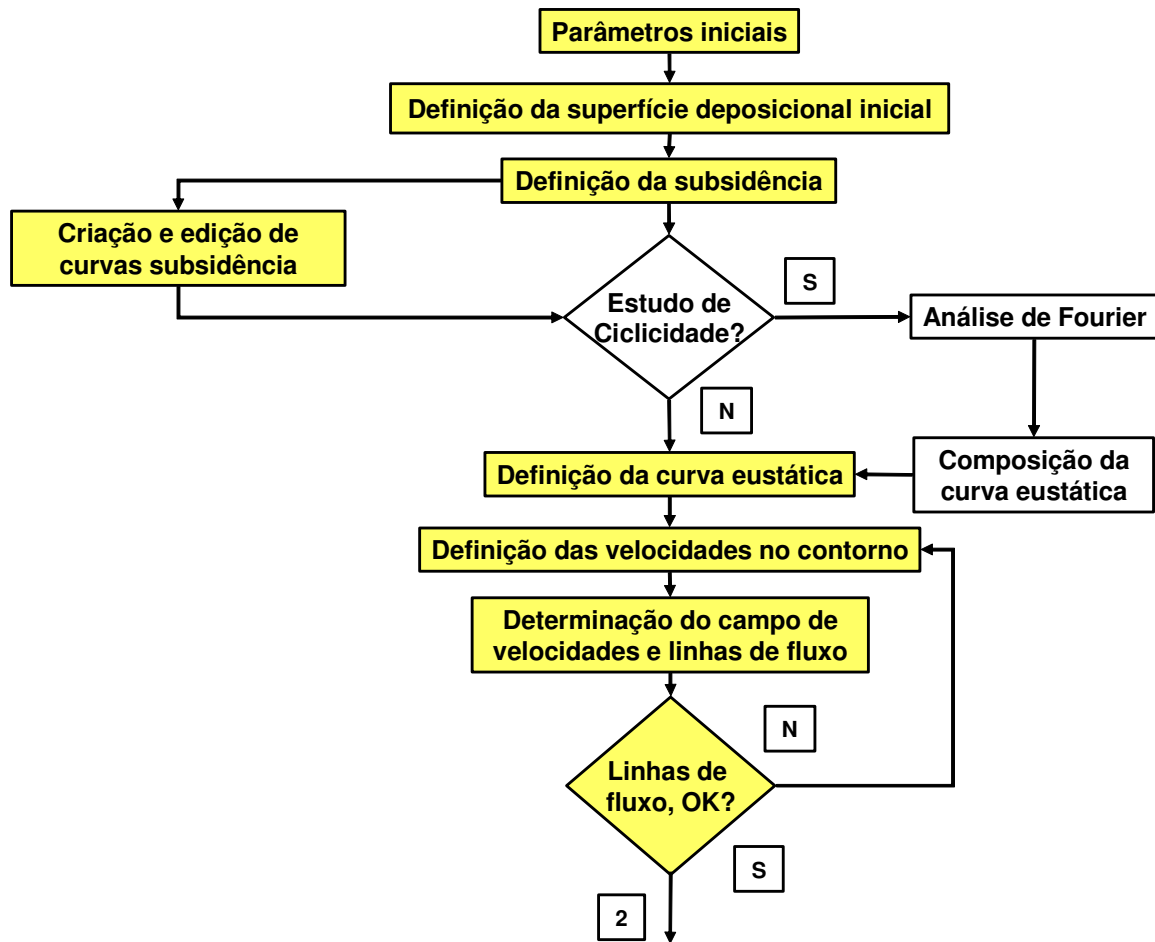 Parâmetros iniciais
Definição da superfície deposicional inicial
Definição da subsidência
Criação e edição de
curvas subsidência
S
Estudo de
Ciclicidade?
Análise de Fourier
N
Definição da curva eustática
Composição da
curva eustática
Definição das velocidades no contorno
Determinação do campo de
velocidades e linhas de fluxo
N
Linhas de
fluxo, OK?
S
2